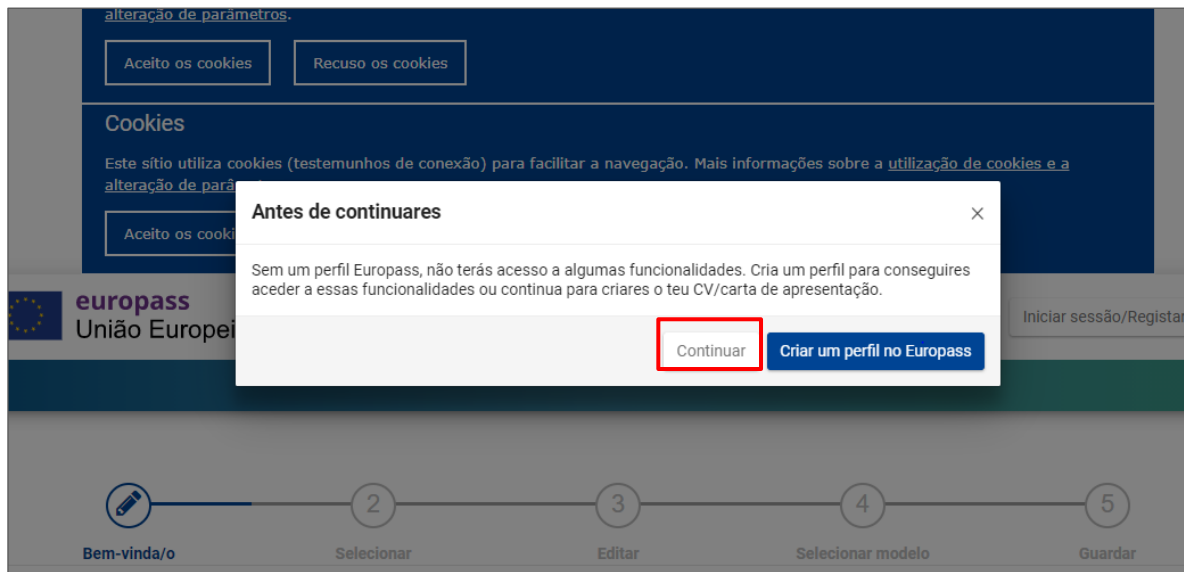 alteração de parâmetros.
Aceito os cookies
Recuso os cookies
Cookies
Este sítio utiliza cookies (testemunhos de conexão) para facilitar a navegação. Mais informações sobre a utilização de cookies e a
alteração de
Antes de continuares
Aceito os
Sem um perfil Europass, não terás acesso a algumas funcionalidades. Cria um perfil para conseguires
aceder a essas funcionalidades ou continua para criares o teu CV/carta de apresentação.
europass
União
Iniciar sessão/Registar
Continuar
Criar um perfil no Europass
2
3
4
5
Bem-vinda/o
Selecionar
Editar
Selecionar modelo
Guardar